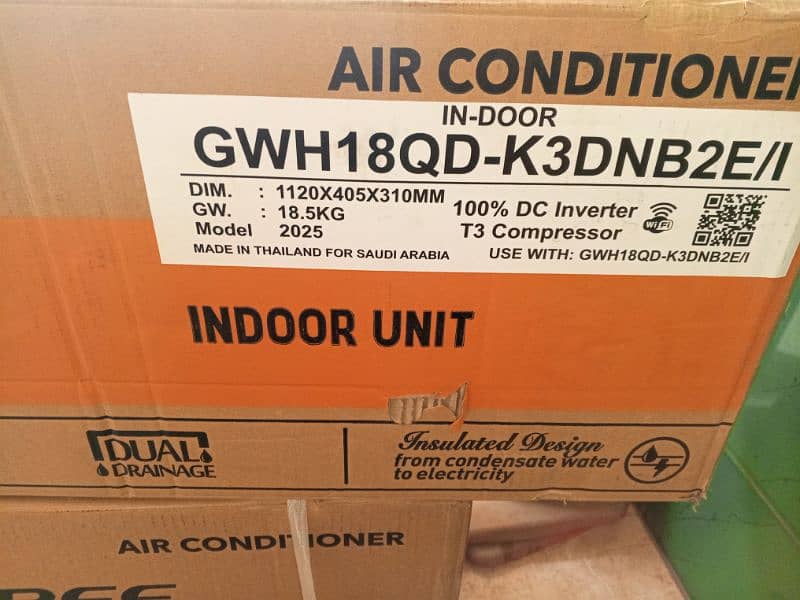 AIR CONDITIONER
IN-DOOR
GWH18QD-K3DNB2E/I
DIM. : 1120X405X310MM
GW. : 18.5KG
Model 2025
100% DC Inverter
T3 Compressor
WiFi
MADE IN THAILAND FOR SAUDI ARABIA
USE WITH: GWH18QD-K3DNB2E/I
INDOOR UNIT
DUAL
DRAINAGE
Insulated Design
from condensate water
to electricity
AIR CONDITIONER